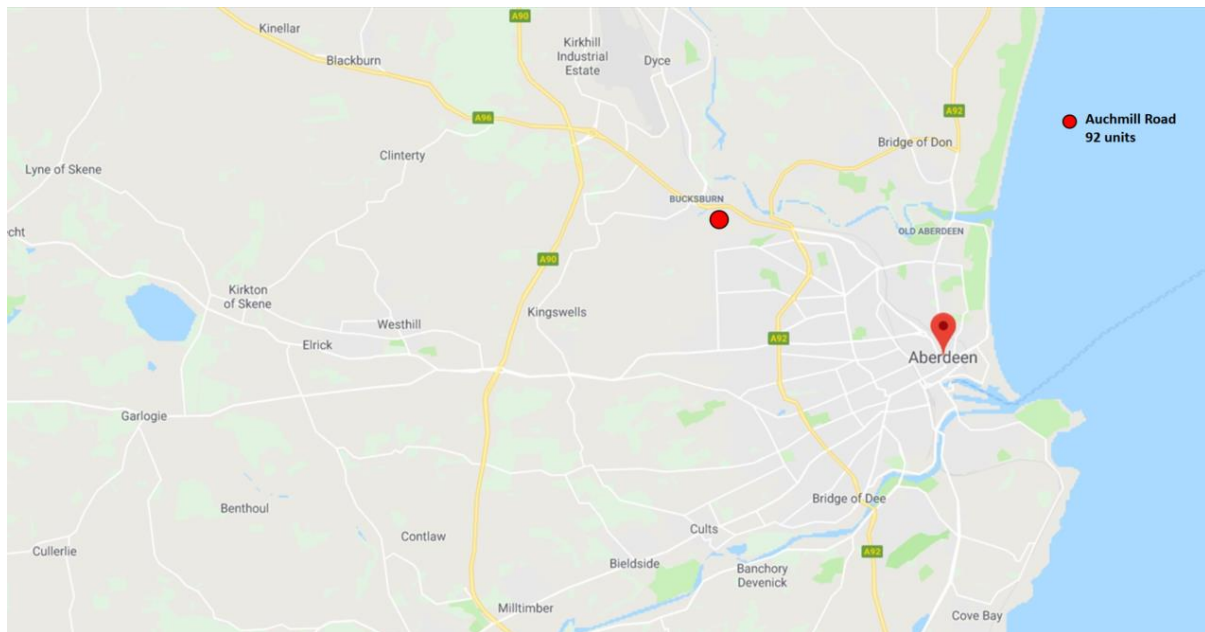 A90
Kinellar
Kirkhill
Industrial
Estate
Blackburn
Dyce
A96
A92
Auchmill Road
92 units
Bridge of Don
Clinterty
Lyne of Skene
BUCKSBURN
cht
OLD ABERDEEN
A90
Kirkton
of Skene
Kingswells
Westhill
A92
Elrick
Aberdeen
Garlogie
Bridge of Dee
Benthoul
Cults
Contlaw
Cullerlie
A92
Bieldside
Banchory
Devenick
Milltimber
Cove Bay